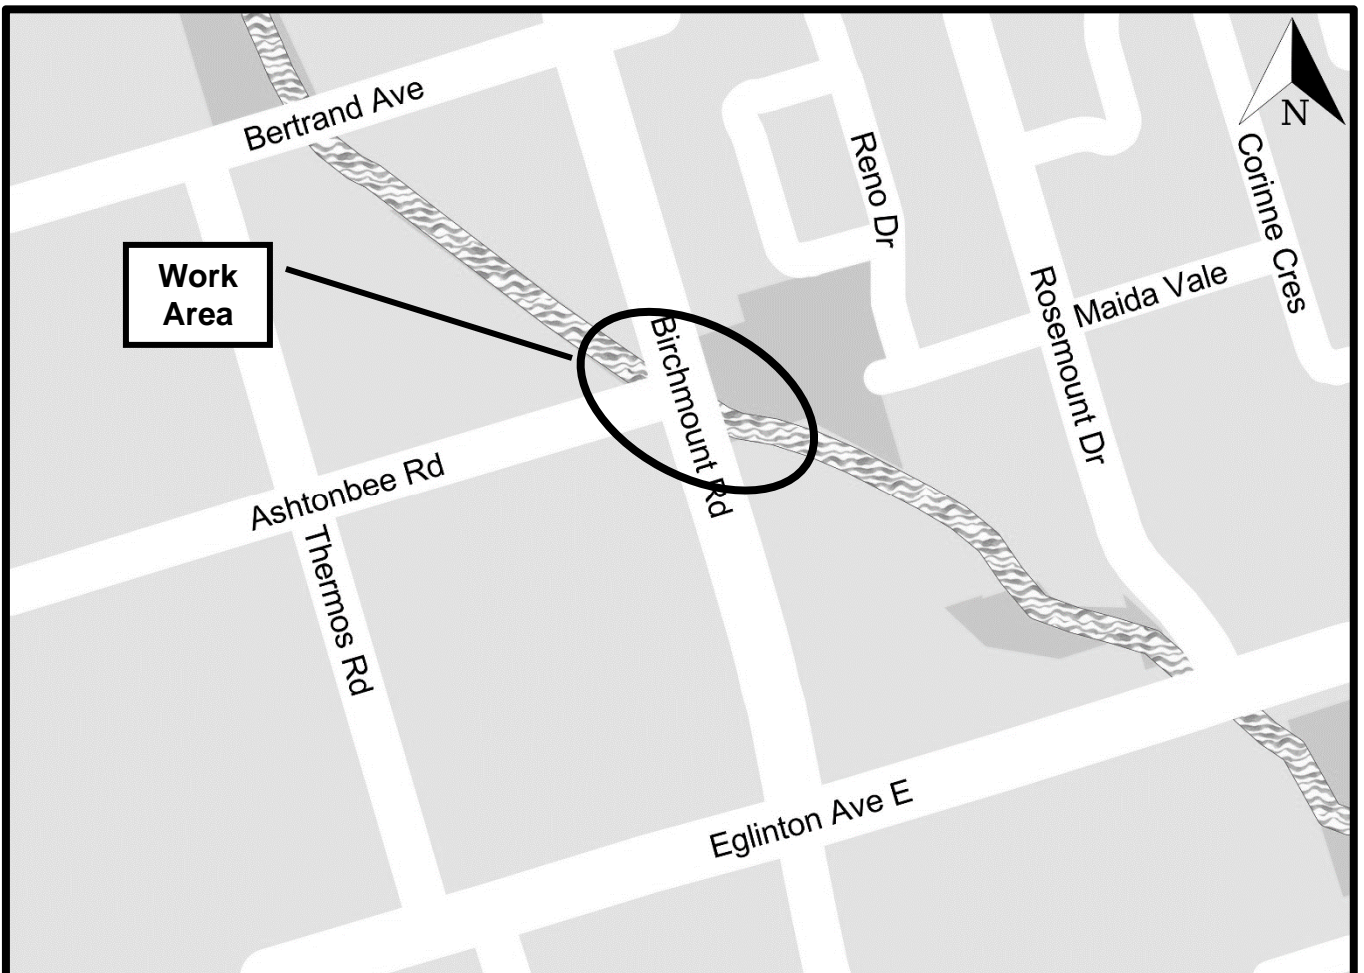 Bertrand Ave
N
Reno Dr
Corinne Cres
Work
Area
Rosemount Dr
Maida Vale
Birchmount Rd
Ashtonbee Rd
Thermos Rd
Eglinton Ave E